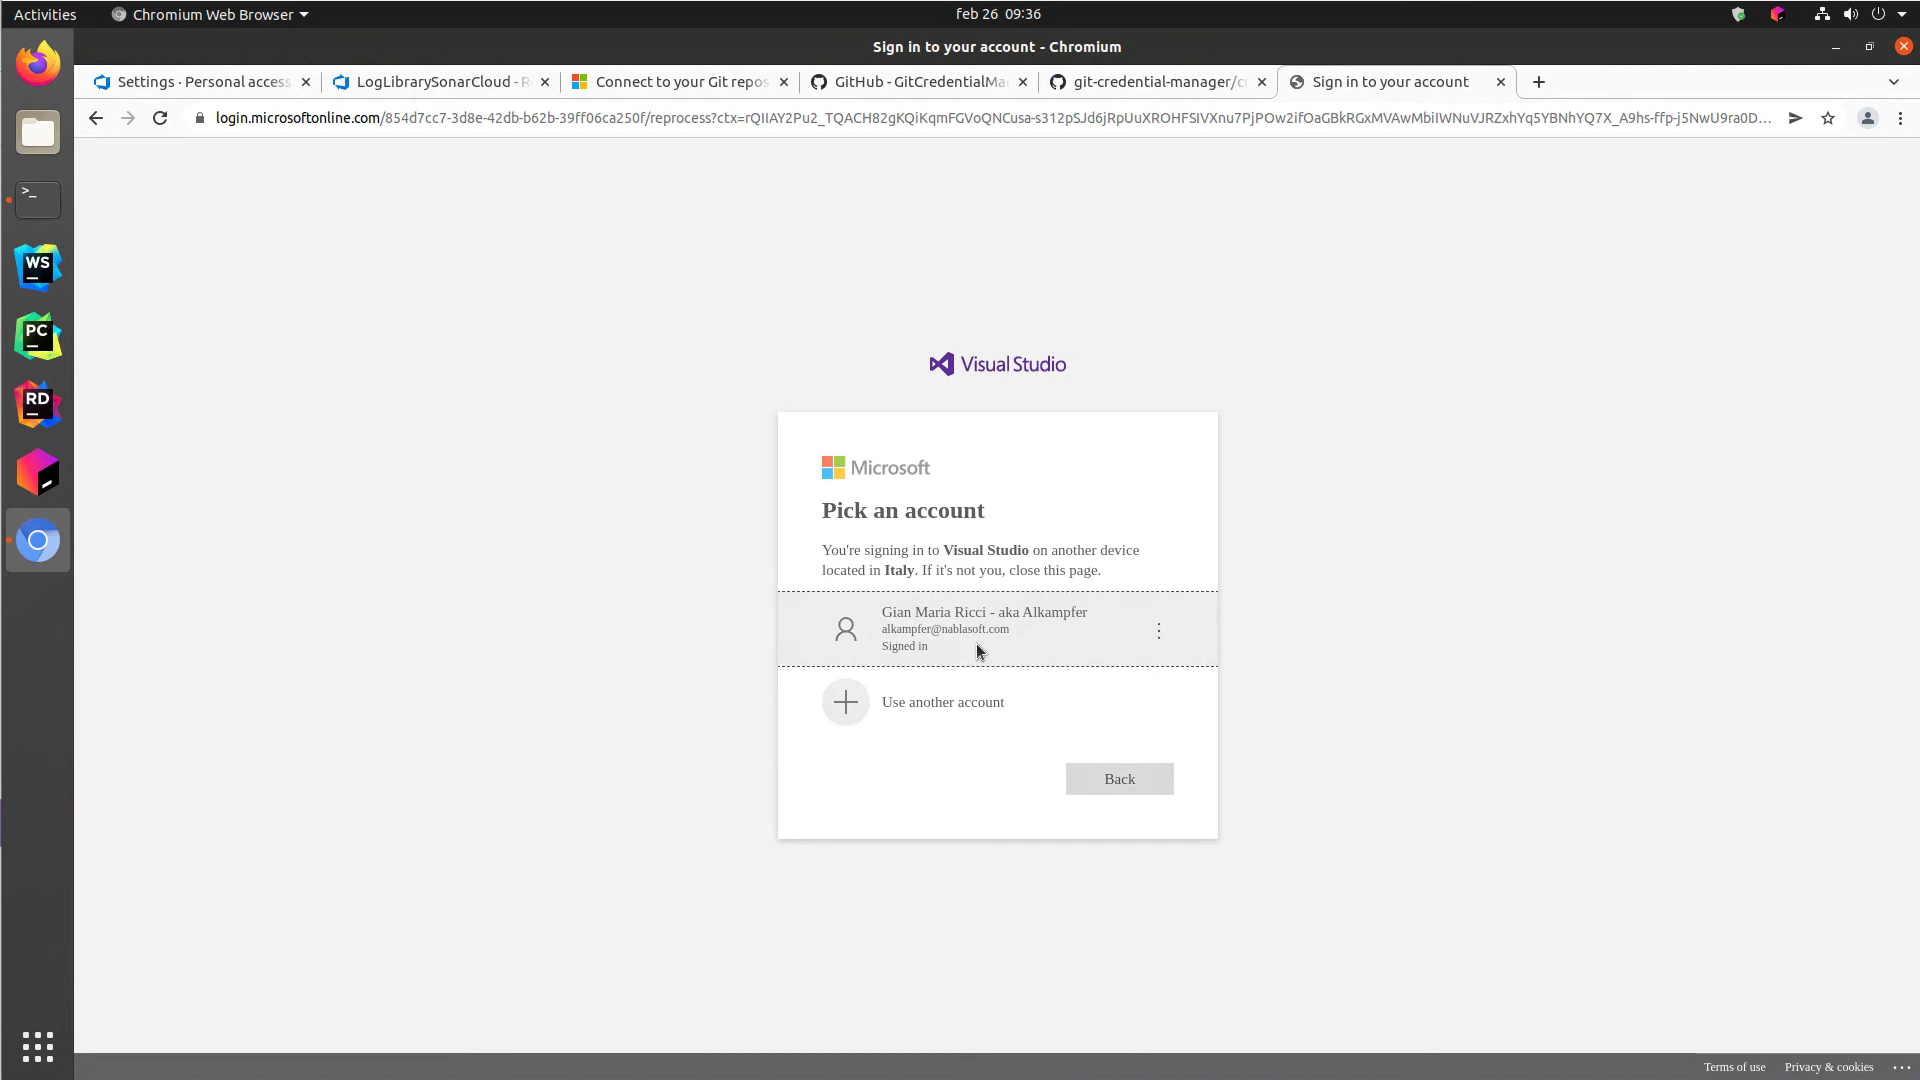 Activities
Chromium Web Browser
feb 26 09:36
Sign in to your account - Chromium
Settings · Personal access
LogLibrarySonarCloud - R
Connect to your Git repos
GitHub - GitCredentialMa
git-credential-manager/c
Sign in to your account
login.microsoftonline.com/854d7cc7-3d8e-42db-b62b-39ff06ca250f/reprocess?ctx=rQIIAY2Pu2_TQACH82gKQiKqmFGVoQNCusa-s312pSJd6jRpUuXROHFSIVXnu7PjPOw2ifOaGBkRGxMVAwMbiIWNuVJRZxhYq5YBNhYQ7X_A9hs-ffp-j5NwU9ra0D...
>_
WS
PC
RD
Visual Studio
Microsoft
Pick an account
You're signing in to Visual Studio on another device
located in Italy. If it's not you, close this page.
Gian Maria Ricci - aka Alkampfer
alkampfer@nablasoft.com
Signed in
Use another account
Back
Terms of use
Privacy & cookies